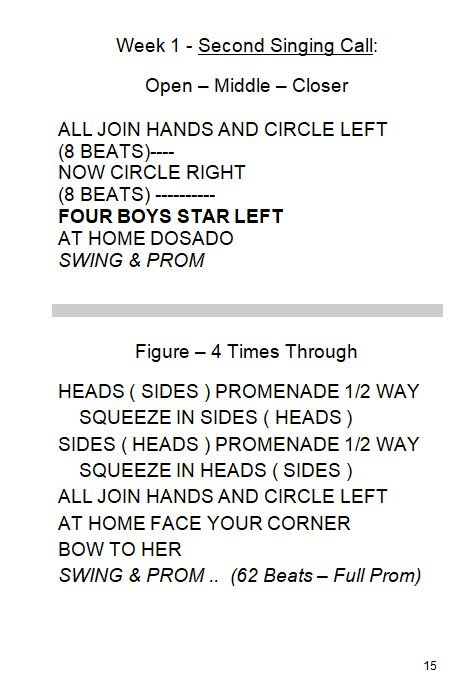 Week 1 - Second Singing Call:
Open – Middle – Closer
ALL JOIN HANDS AND CIRCLE LEFT
(8 BEATS)----
NOW CIRCLE RIGHT
(8 BEATS) ----------
FOUR BOYS STAR LEFT
AT HOME DOSADO
SWING & PROM
Figure – 4 Times Through
HEADS ( SIDES ) PROMENADE 1/2 WAY
SQUEEZE IN SIDES ( HEADS )
SIDES ( HEADS ) PROMENADE 1/2 WAY
SQUEEZE IN HEADS ( SIDES )
ALL JOIN HANDS AND CIRCLE LEFT
AT HOME FACE YOUR CORNER
BOW TO HER
SWING & PROM .. (62 Beats – Full Prom)
15